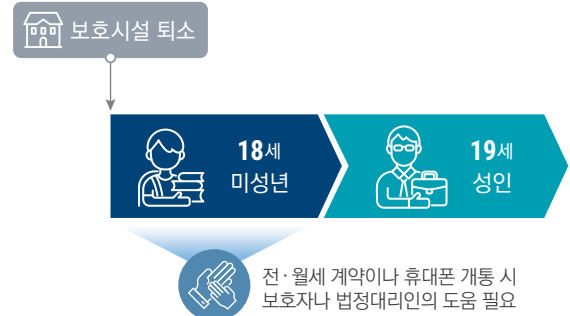 보호시설 퇴소
18세
미성년
19세
성인
전·월세 계약이나 휴대폰 개통 시
보호자나 법정대리인의 도움 필요